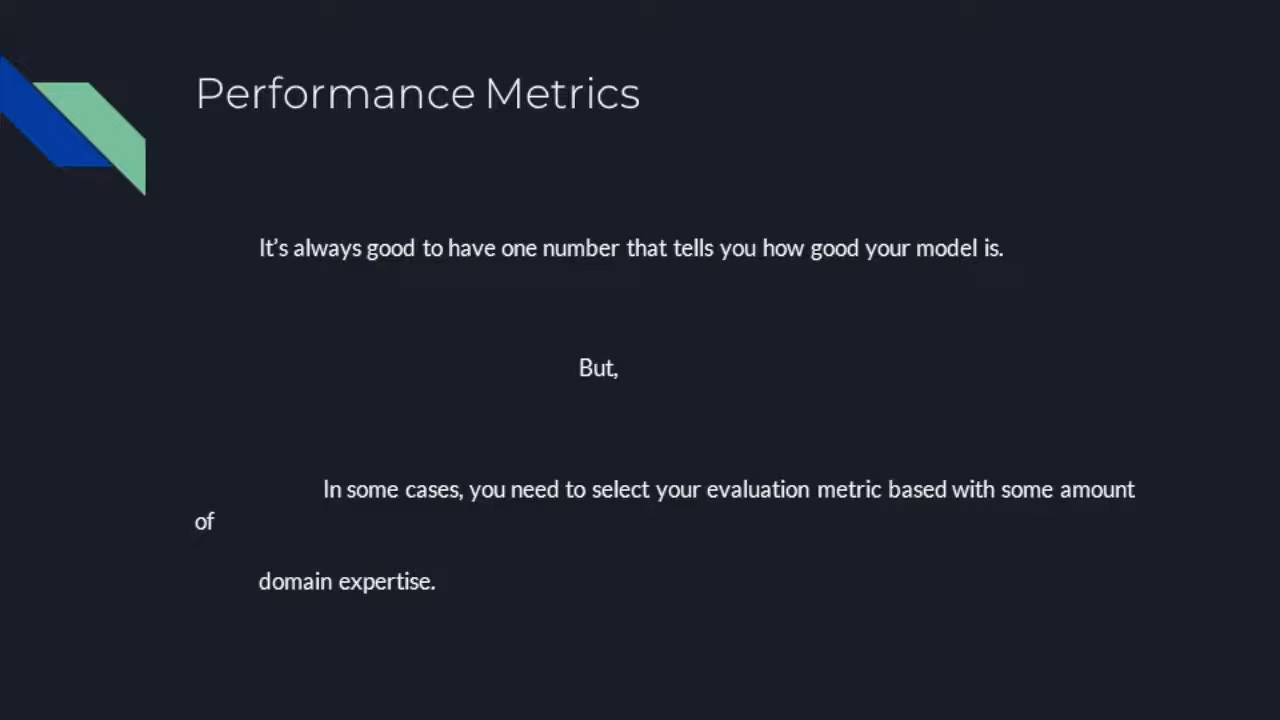 Performance Metrics
It’s always good to have one number that tells you how good your model is.
But,
In some cases, you need to select your evaluation metric based with some amount
of
domain expertise.